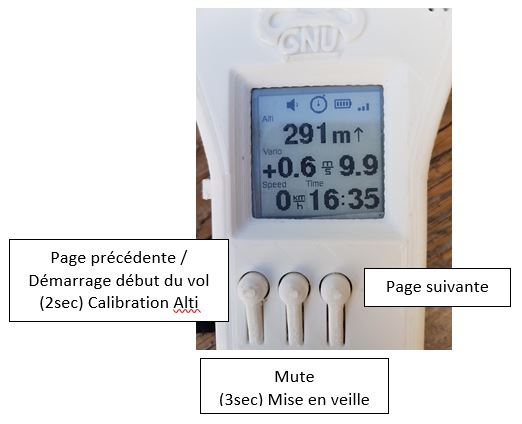 GNU
Alti
291 m↑
Vario
+0.6 m/s 9.9
Speed Time
0 km/h 16:35
Page précédente /
Démarrage début du vol
(2sec) Calibration Alti
Page suivante
Mute
(3sec) Mise en veille